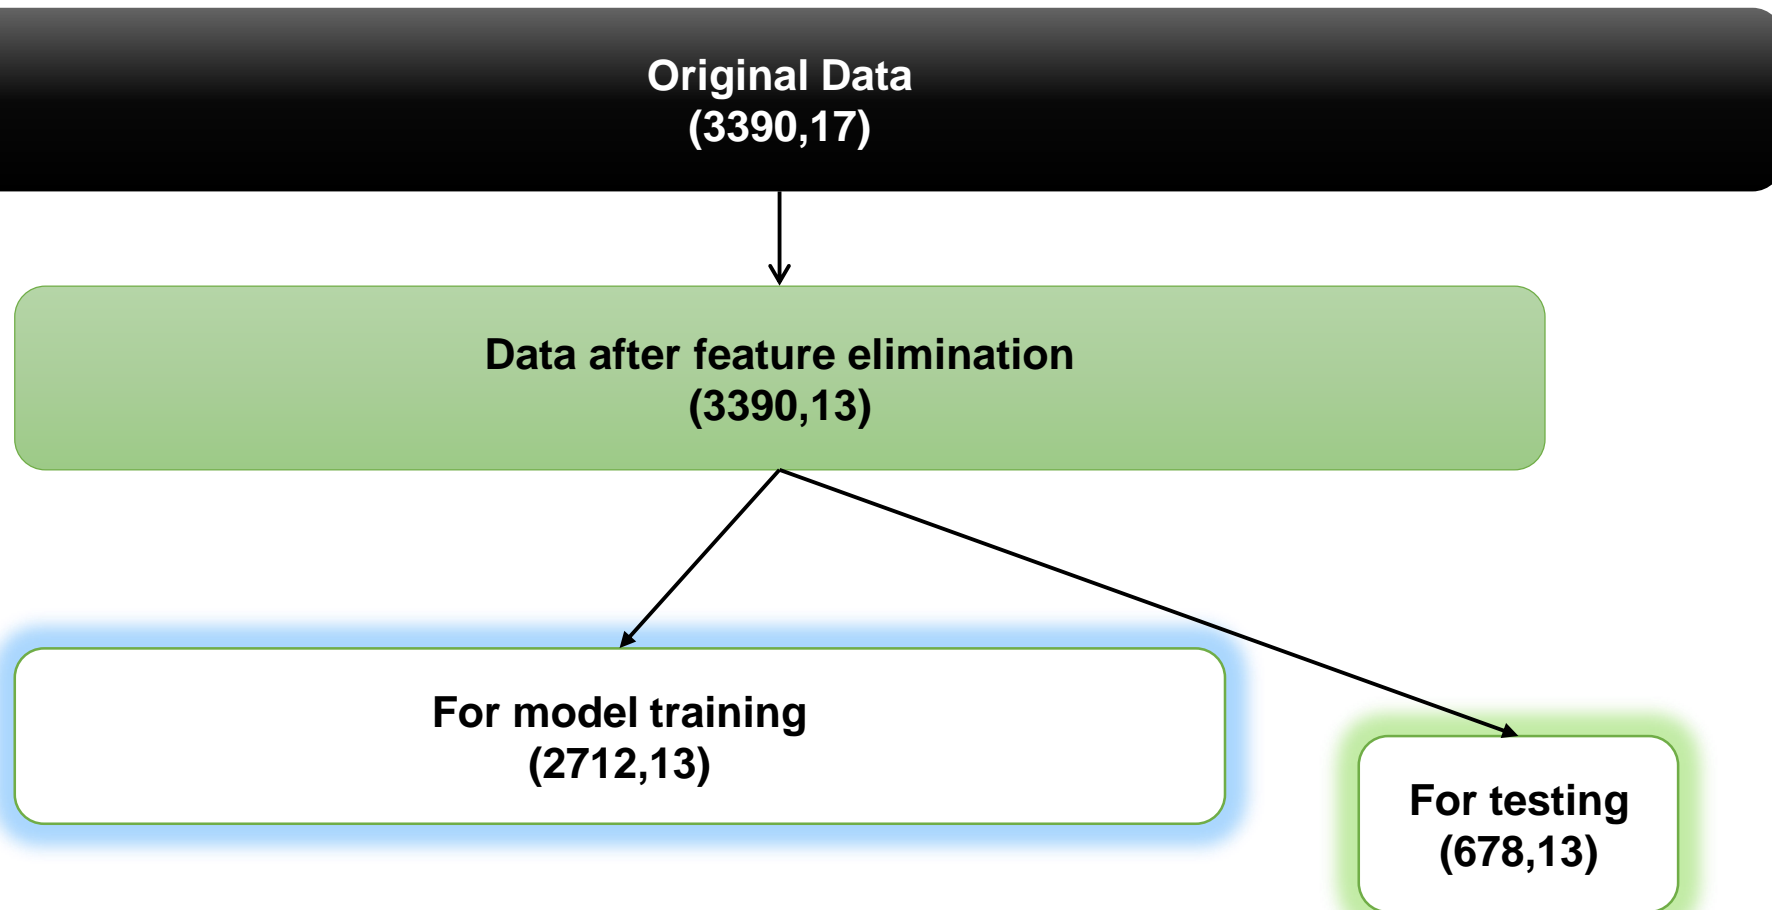 Original Data
(3390,17)
Data after feature elimination
(3390,13)
For model training
(2712,13)
For testing
(678,13)